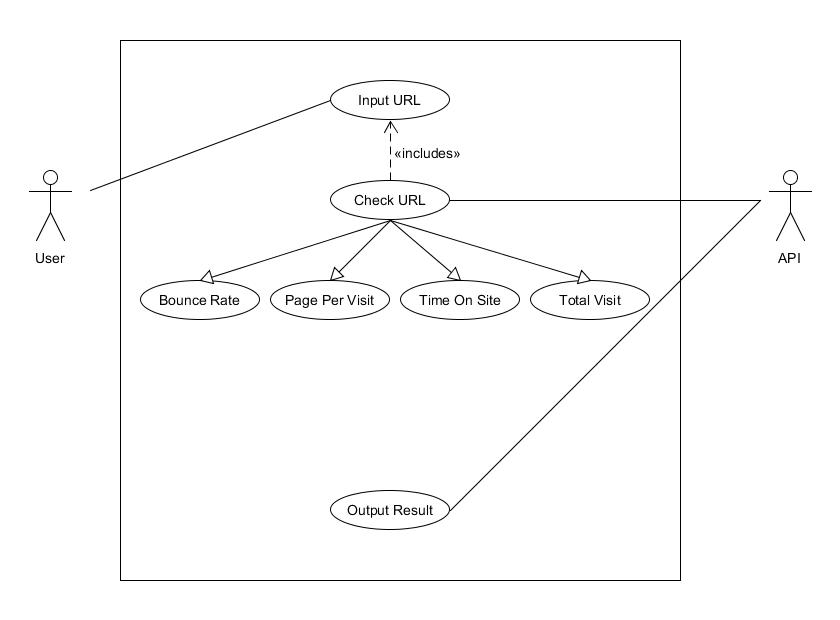 Input URL
«includes»
Check URL
User
API
Bounce Rate
Page Per Visit
Time On Site
Total Visit
Output Result